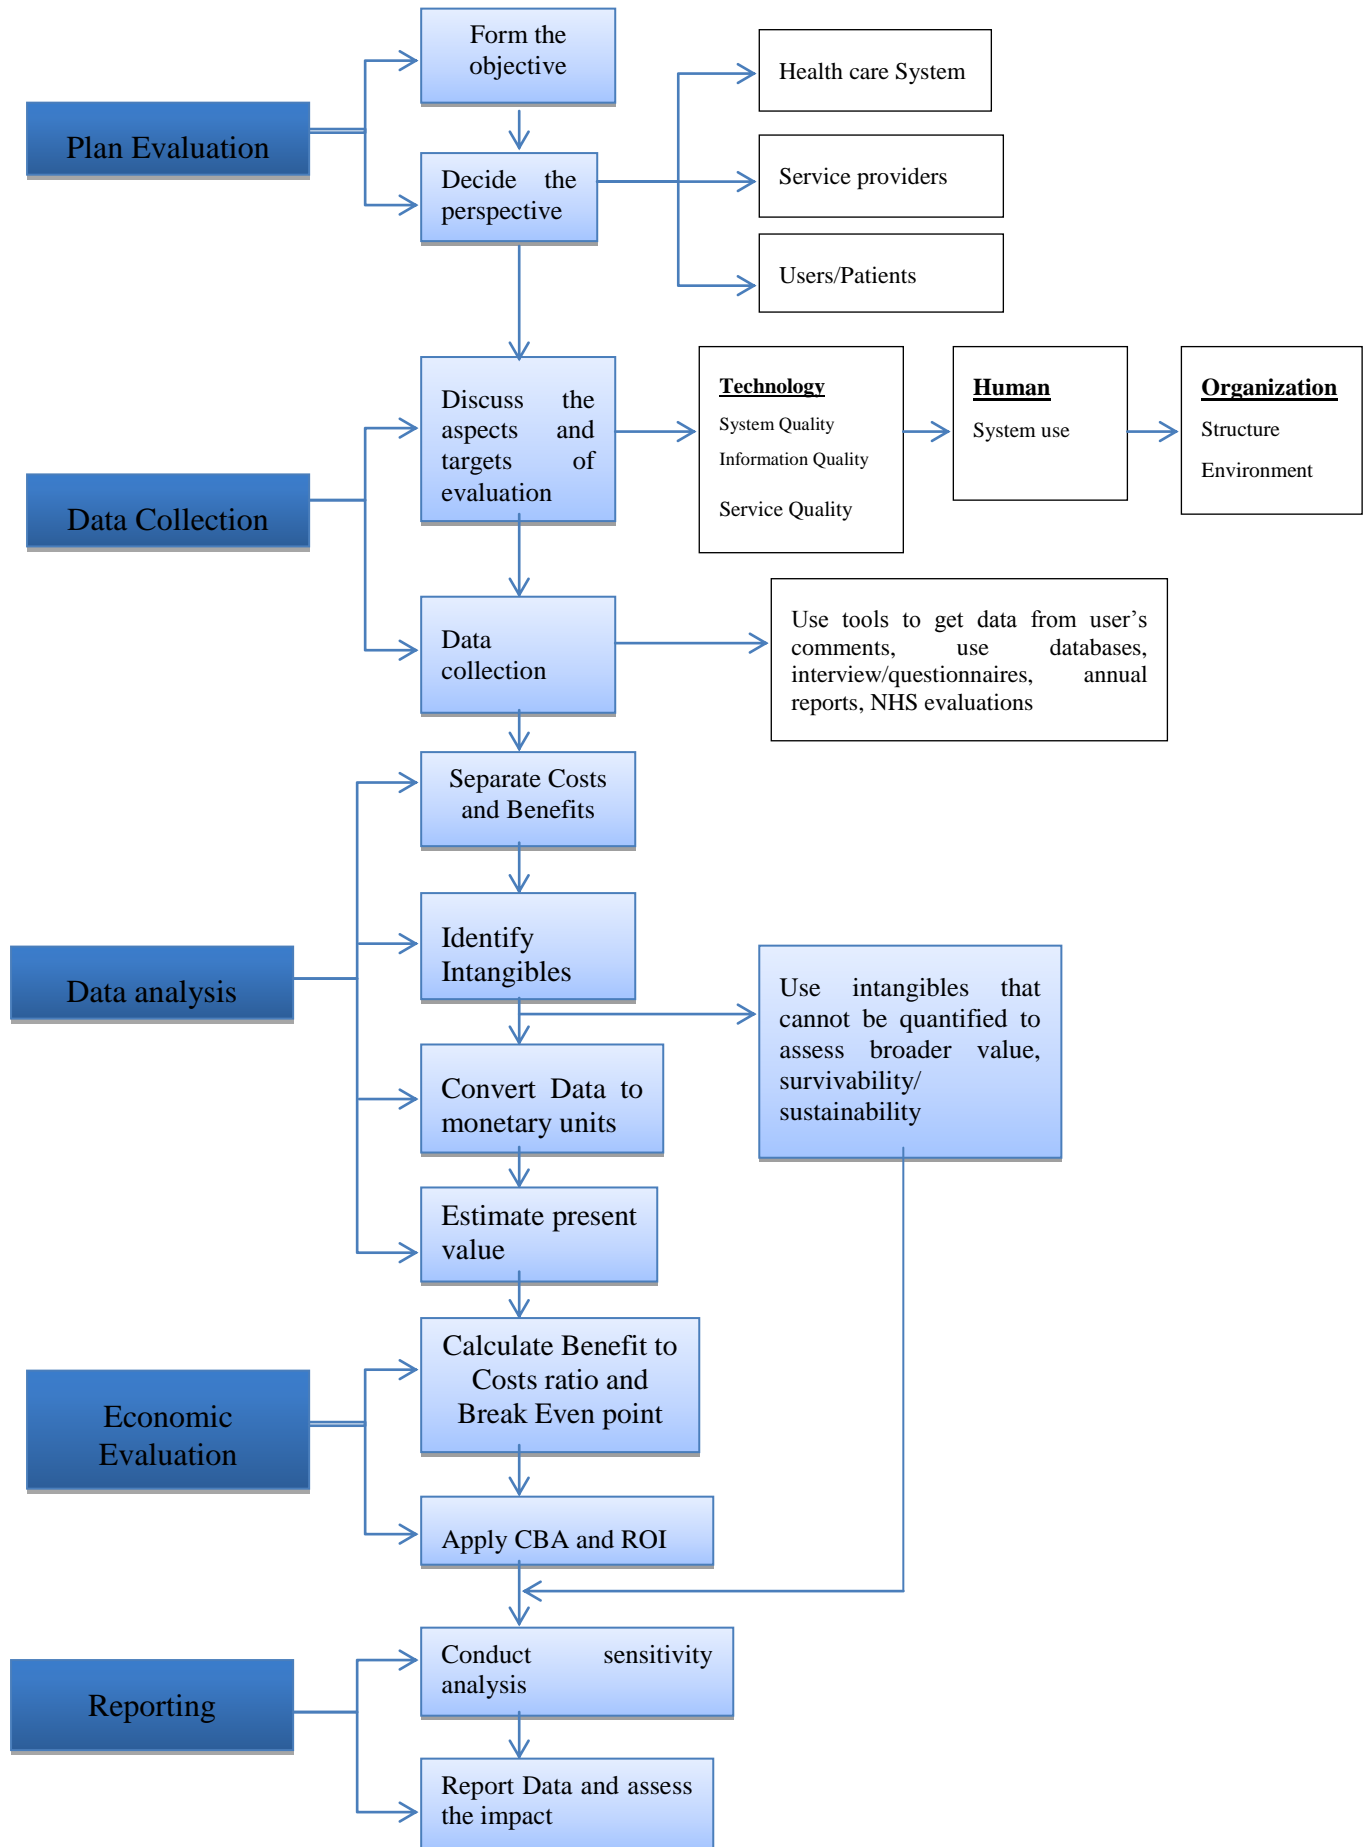 Form the
objective
Health care System
Plan Evaluation
Decide the
perspective
Service providers
Users/Patients
Discuss the
aspects and
targets of
evaluation
Technology
System Quality
Information Quality
Service Quality
Human
System use
Organization
Structure
Environment
Data Collection
Data
collection
Use tools to get data from user’s
comments, use databases,
interview/questionnaires, annual
reports, NHS evaluations
Separate Costs
and Benefits
Identify
Intangibles
Data analysis
Use intangibles that
cannot be quantified to
assess broader value,
survivability/
sustainability
Convert Data to
monetary units
Estimate present
value
Calculate Benefit to
Costs ratio and
Break Even point
Economic
Evaluation
Apply CBA and ROI
Conduct sensitivity
analysis
Reporting
Report Data and assess
the impact